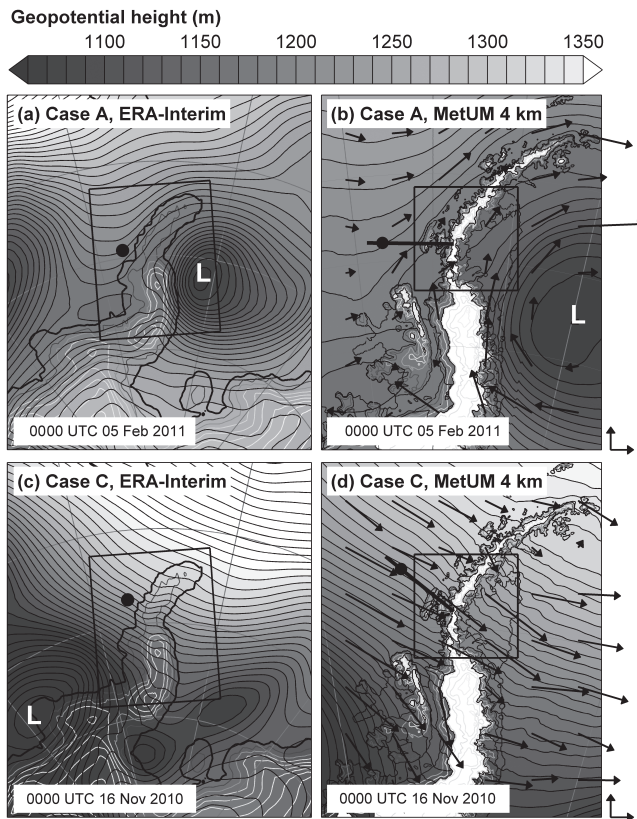 Geopotential height (m)
1100 1150 1200 1250 1300 1350
(a) Case A, ERA-Interim
(b) Case A, MetUM 4 km
L
L
0000 UTC 05 Feb 2011
0000 UTC 05 Feb 2011
(c) Case C, ERA-Interim
(d) Case C, MetUM 4 km
L
0000 UTC 16 Nov 2010
0000 UTC 16 Nov 2010